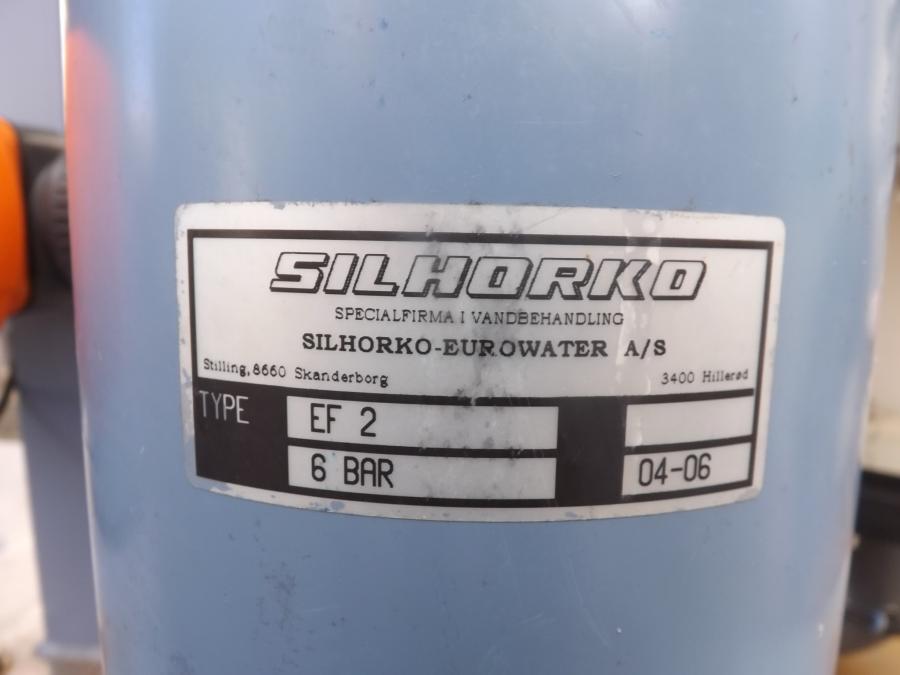 SILHORKO
SPECIALFIRMA I VANDBEHANDLING
SILHORKO-EUROWATER A/S
Stilling, 8660 Skanderborg 3400 Hillerød
TYPE EF 2
6 BAR 04-06